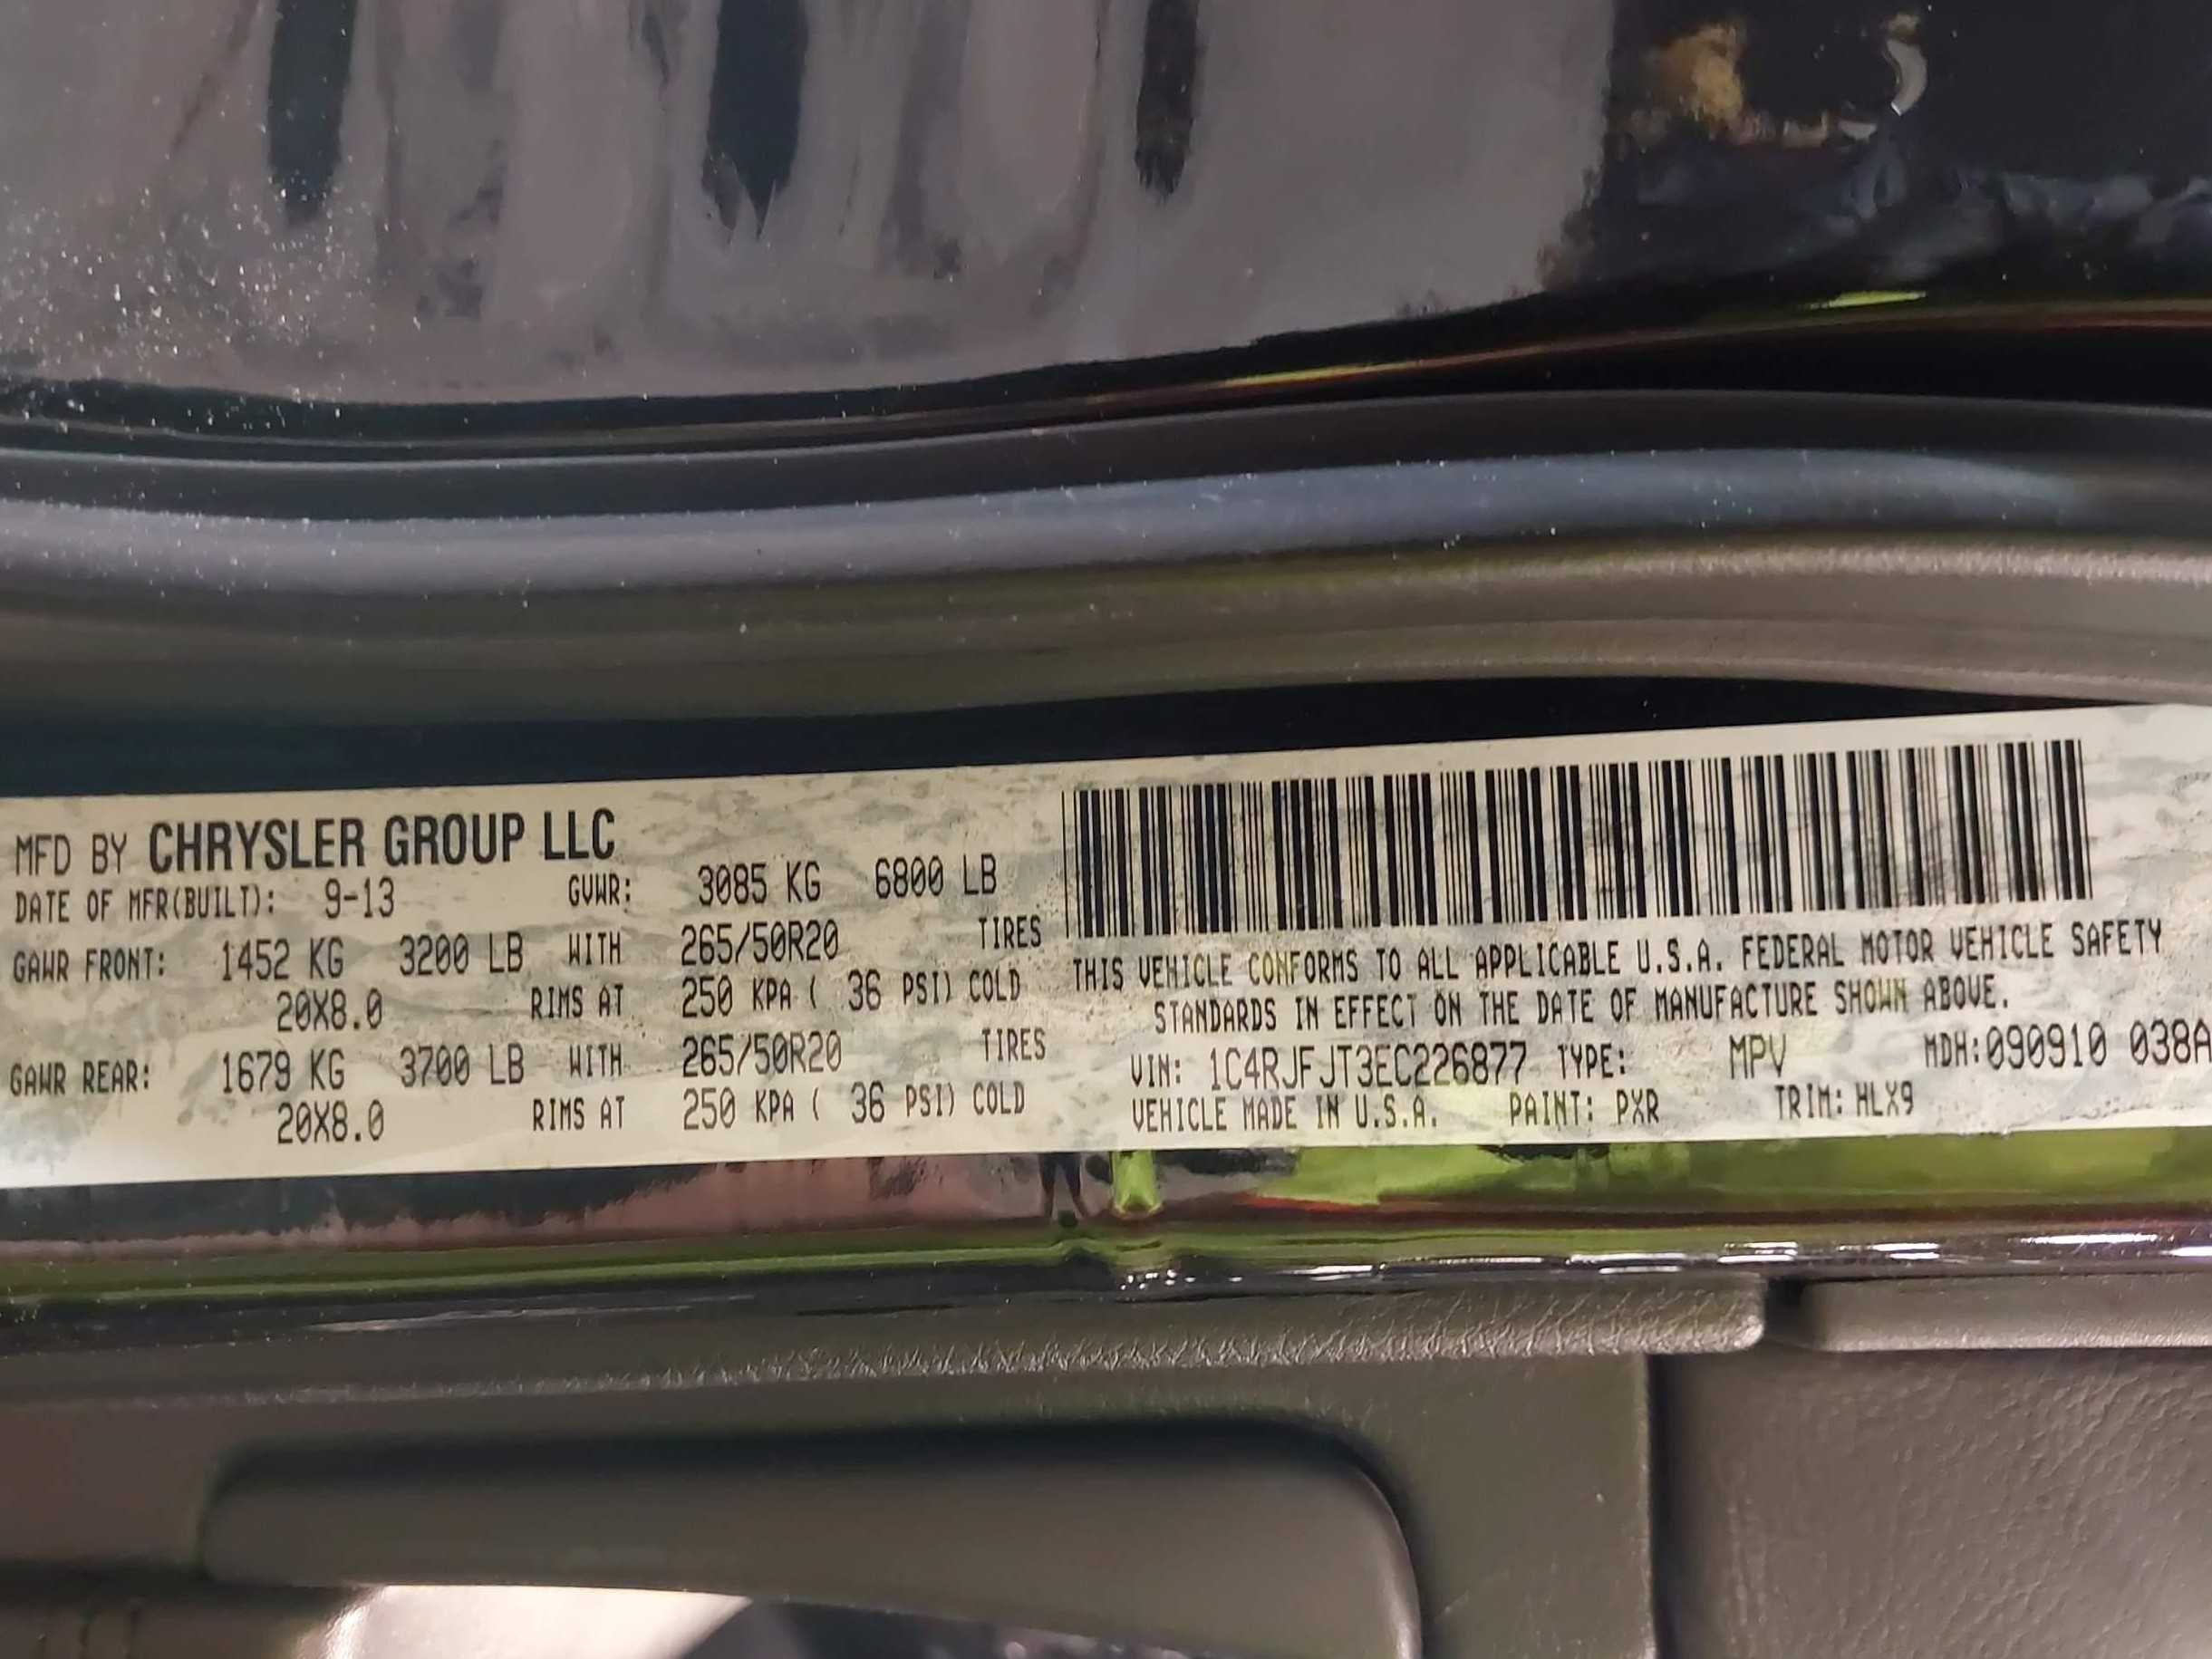 MFD BY CHRYSLER GROUP LLC
DATE OF MFR(BUILT): 9-13 GVWR: 3085 KG 6800 LB
GAWR FRONT: 1452 KG 3200 LB WITH 265/50R20 TIRES
20X8.0 RIMS AT 250 KPA ( 36 PSI) COLD
GAWR REAR: 1679 KG 3700 LB WITH 265/50R20 TIRES
20X8.0 RIMS AT 250 KPA ( 36 PSI) COLD
THIS VEHICLE CONFORMS TO ALL APPLICABLE U.S.A. FEDERAL MOTOR VEHICLE SAFETY
STANDARDS IN EFFECT ON THE DATE OF MANUFACTURE SHOWN ABOVE.
VIN: 1C4RJFJT3EC226877 TYPE: MPV MDH:090910 038A
VEHICLE MADE IN U.S.A. PAINT: PXR TRIM: HLX9